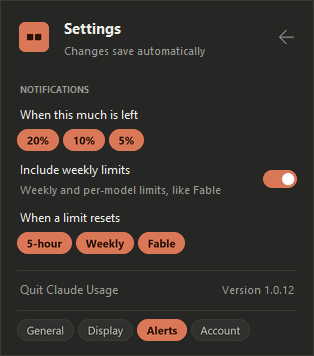 Settings
Changes save automatically
NOTIFICATIONS
When this much is left
20% 10% 5%
Include weekly limits
Weekly and per-model limits, like Fable
When a limit resets
5-hour Weekly Fable
Quit Claude Usage Version 1.0.12
General Display Alerts Account